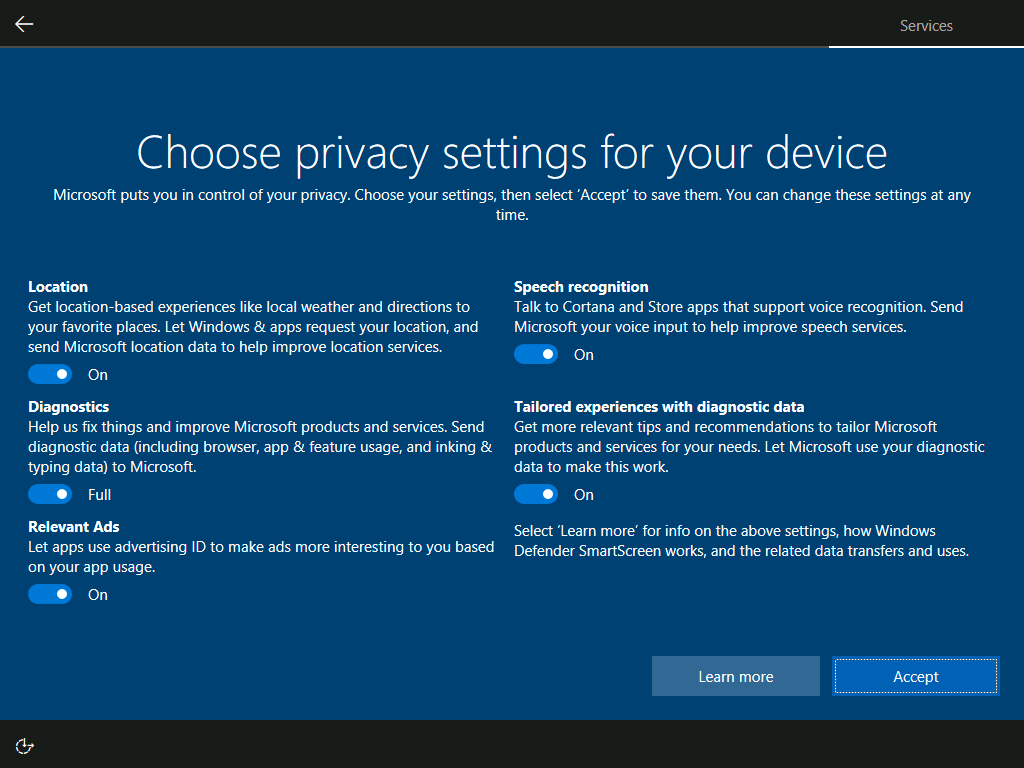 Services
Choose privacy settings for your device
Microsoft puts you in control of your privacy. Choose your settings, then select ‘Accept’ to save them. You can change these settings at any
time.
Location
Get location-based experiences like local weather and directions to
your favorite places. Let Windows & apps request your location, and
send Microsoft location data to help improve location services.
On
Diagnostics
Help us fix things and improve Microsoft products and services. Send
diagnostic data (including browser, app & feature usage, and inking &
typing data) to Microsoft.
Full
Relevant Ads
Let apps use advertising ID to make ads more interesting to you based
on your app usage.
On
Speech recognition
Talk to Cortana and Store apps that support voice recognition. Send
Microsoft your voice input to help improve speech services.
On
Tailored experiences with diagnostic data
Get more relevant tips and recommendations to tailor Microsoft
products and services for your needs. Let Microsoft use your diagnostic
data to make this work.
On
Select ‘Learn more’ for info on the above settings, how Windows
Defender SmartScreen works, and the related data transfers and uses.
Learn more
Accept